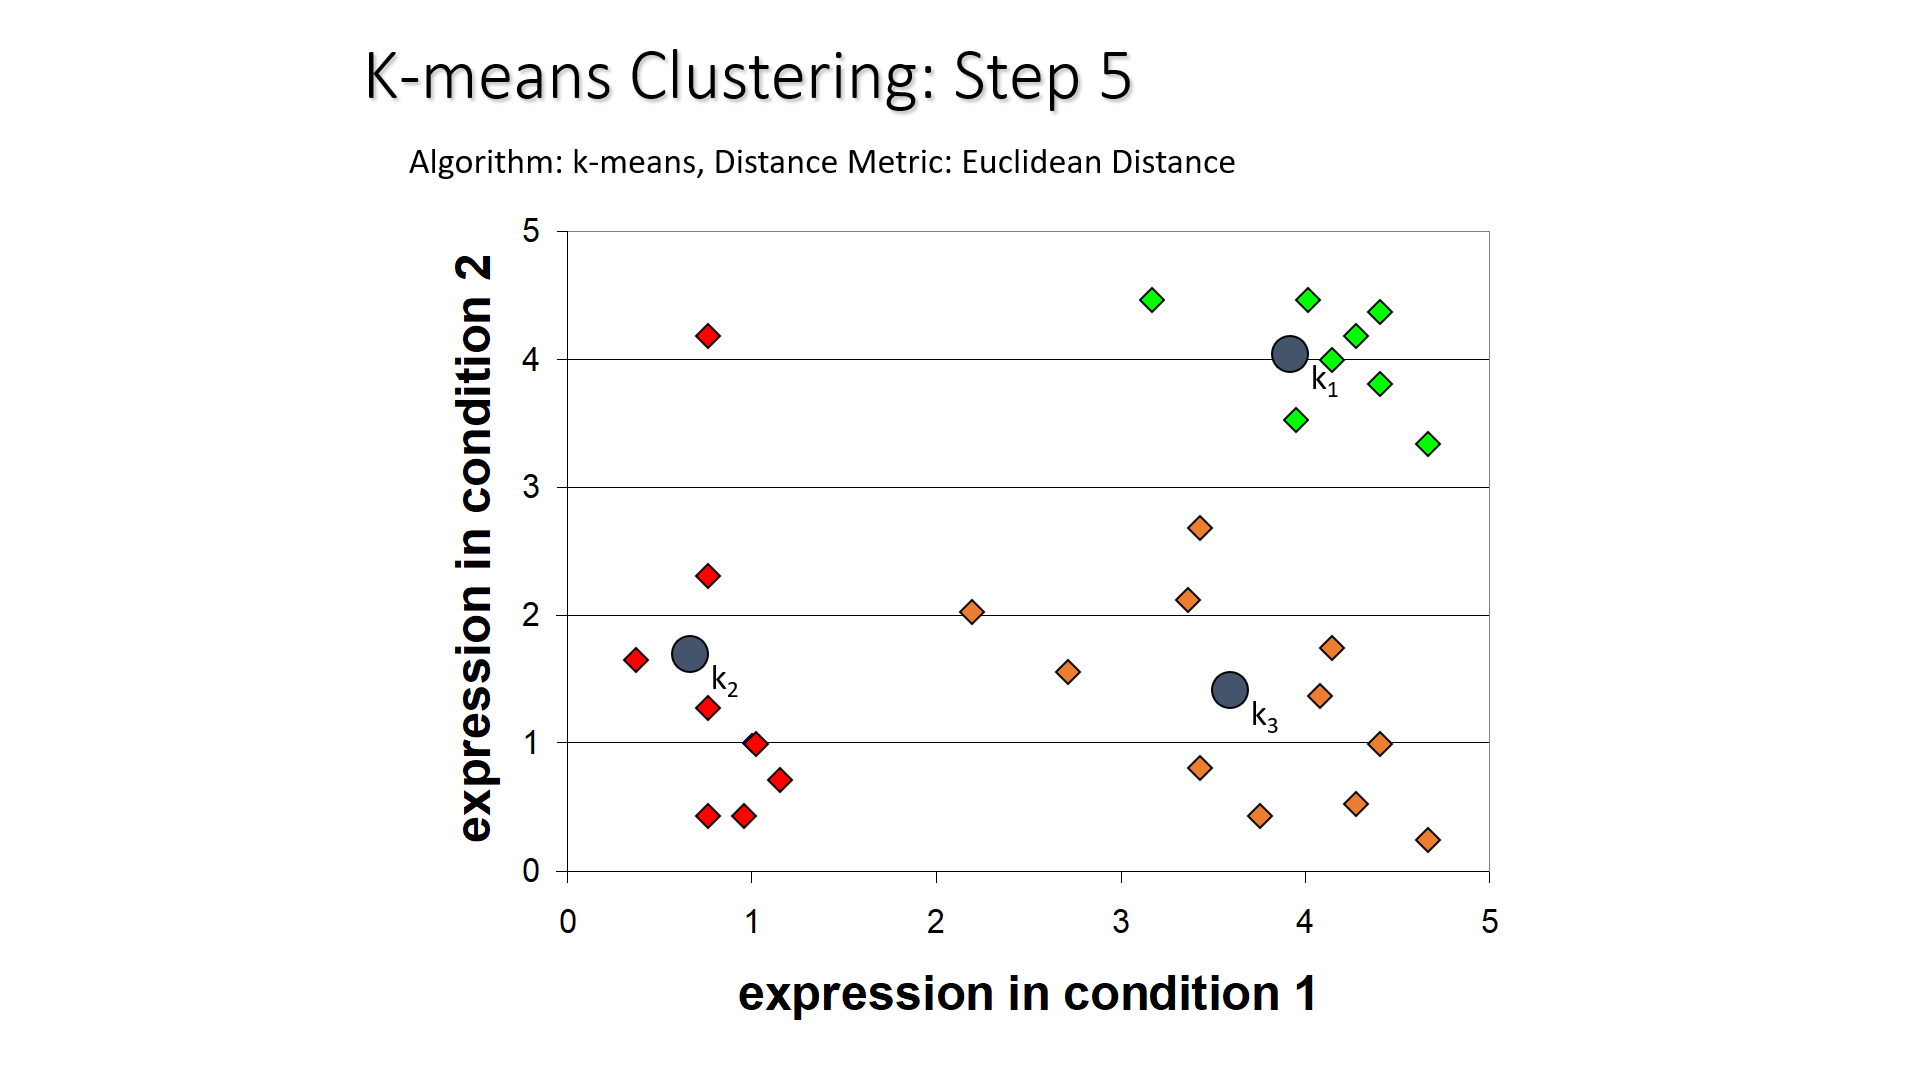 K-means Clustering: Step 5
Algorithm: k-means, Distance Metric: Euclidean Distance
expression in condition 2
5
4
3
2
1
0
k1
k2
k3
0 1 2 3 4 5
expression in condition 1